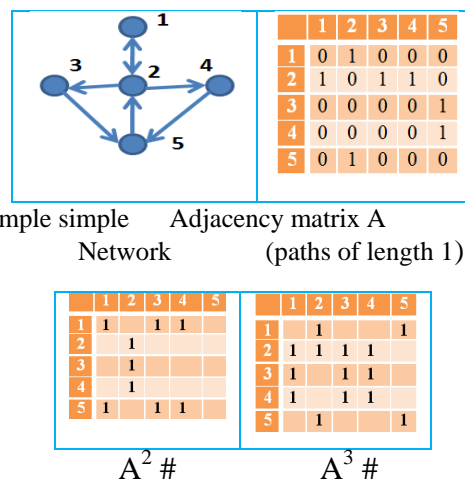 1
3 2 4
5
1 2 3 4 5
1 0 1 0 0 0
2 1 0 1 1 0
3 0 0 0 0 1
4 0 0 0 0 1
5 0 1 0 0 0
mple simple Adjacency matrix A
Network (paths of length 1)
1 2 3 4 5
1 1 1 1
2 1
3 1
4 1
5 1 1 1
A² #
1 2 3 4 5
1 1 1
2 1 1 1 1
3 1 1 1
4 1 1 1
5 1 1
A³ #